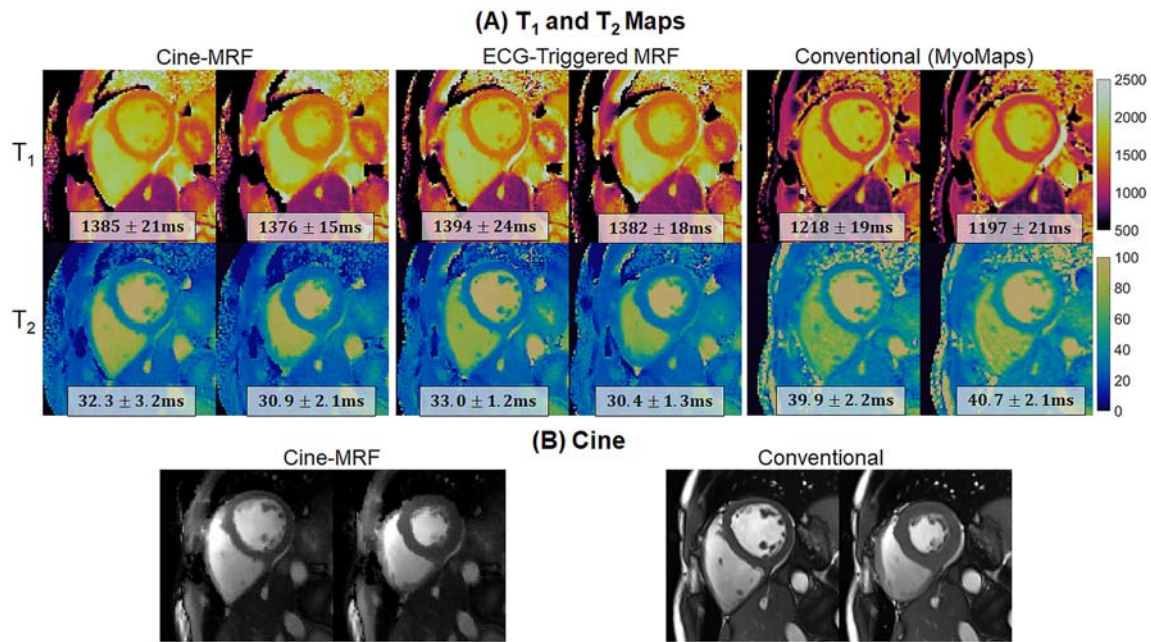 (A) T₁ and T₂ Maps
Cine-MRF ECG-Triggered MRF Conventional (MyoMaps)
T₁
1385 ± 21ms 1376 ± 15ms 1394 ± 24ms 1382 ± 18ms 1218 ± 19ms 1197 ± 21ms
2500
2000
1500
1000
500
T₂
32.3 ± 3.2ms 30.9 ± 2.1ms 33.0 ± 1.2ms 30.4 ± 1.3ms 39.9 ± 2.2ms 40.7 ± 2.1ms
100
80
60
40
20
0
(B) Cine
Cine-MRF Conventional